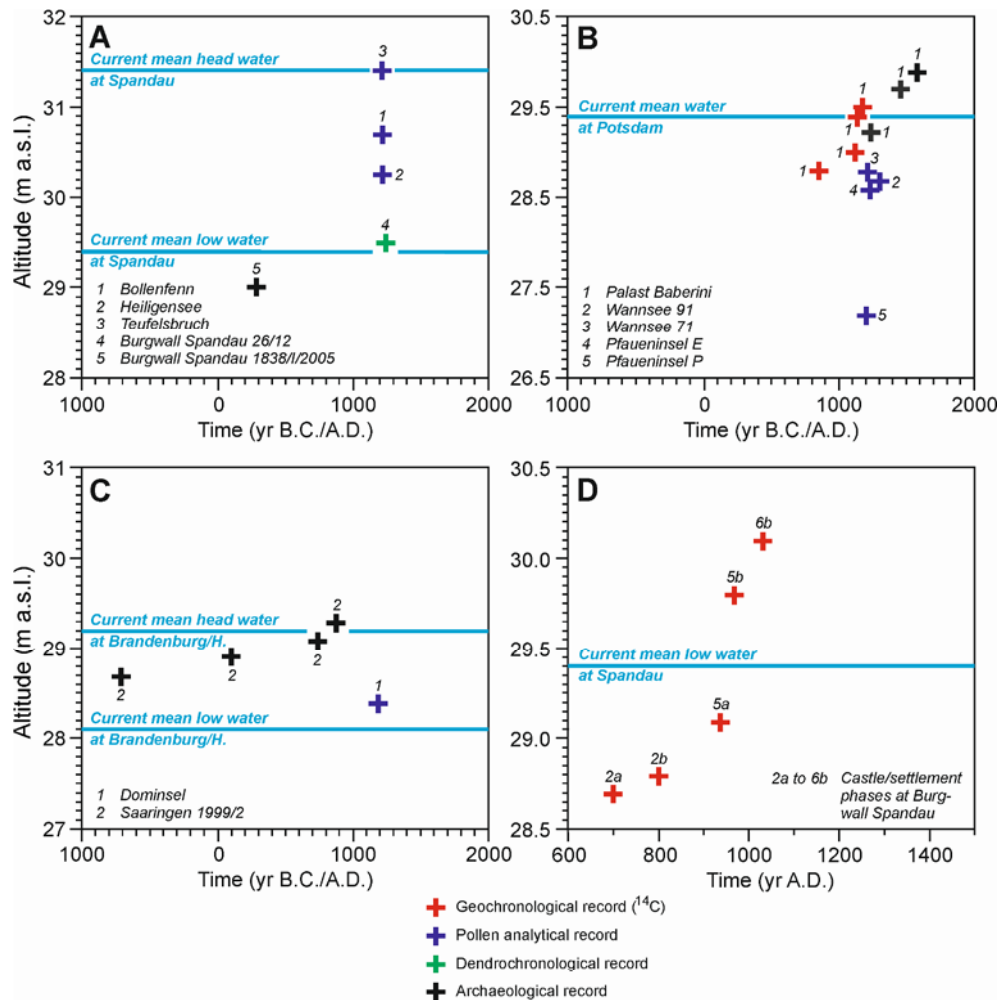 A
Altitude (m a.s.l.)
32
31
30
29
28
Current mean head water
at Spandau
Current mean low water
at Spandau
3
1
2
4
5
1 Bollenfenn
2 Heiligensee
3 Teufelsbruch
4 Burgwall Spandau 26/12
5 Burgwall Spandau 1838/I/2005
1000 0 1000 2000
Time (yr B.C./A.D.)
B
30.5
29.5
28.5
27.5
26.5
Current mean water
at Potsdam
1
1
1
1
1
1
1
3
2
4
5
1 Palast Baberini
2 Wannsee 91
3 Wannsee 71
4 Pfaueninsel E
5 Pfaueninsel P
1000 0 1000 2000
Time (yr B.C./A.D.)
C
Altitude (m a.s.l.)
31
30
29
28
27
Current mean head water
at Brandenburg/H.
Current mean low water
at Brandenburg/H.
2
2
2
2
1
1 Dominsel
2 Saaringen 1999/2
1000 0 1000 2000
Time (yr B.C./A.D.)
D
30.5
30.0
29.5
29.0
28.5
6b
5b
Current mean low water
at Spandau
5a
2b
2a
2a to 6b Castle/settlement
phases at Burg-
wall Spandau
600 800 1000 1200 1400
Time (yr A.D.)
Geochronological record (14C)
Pollen analytical record
Dendrochronological record
Archaeological record